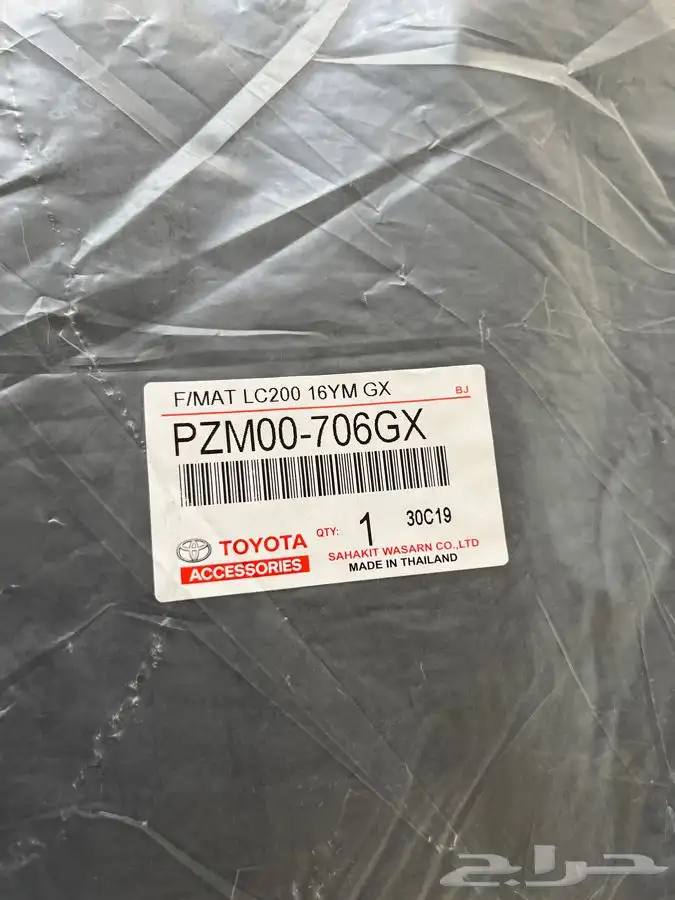 F/MAT LC200 16YM GX
BJ
PZM00-706GX
TOYOTA
ACCESSORIES
QTY: 1 30C19
SAHAKIT WASARN CO.,LTD
MADE IN THAILAND
حراج